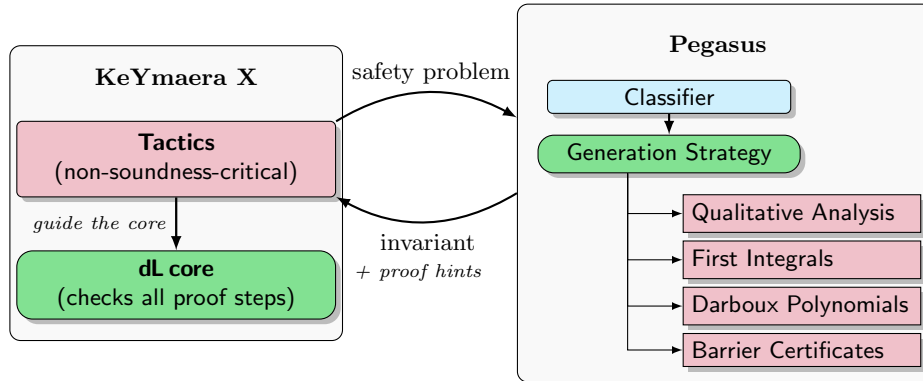 KeYmaera X
Tactics
(non-soundness-critical)
guide the core
dL core
(checks all proof steps)
safety problem
invariant
+ proof hints
Pegasus
Classifier
Generation Strategy
Qualitative Analysis
First Integrals
Darboux Polynomials
Barrier Certificates